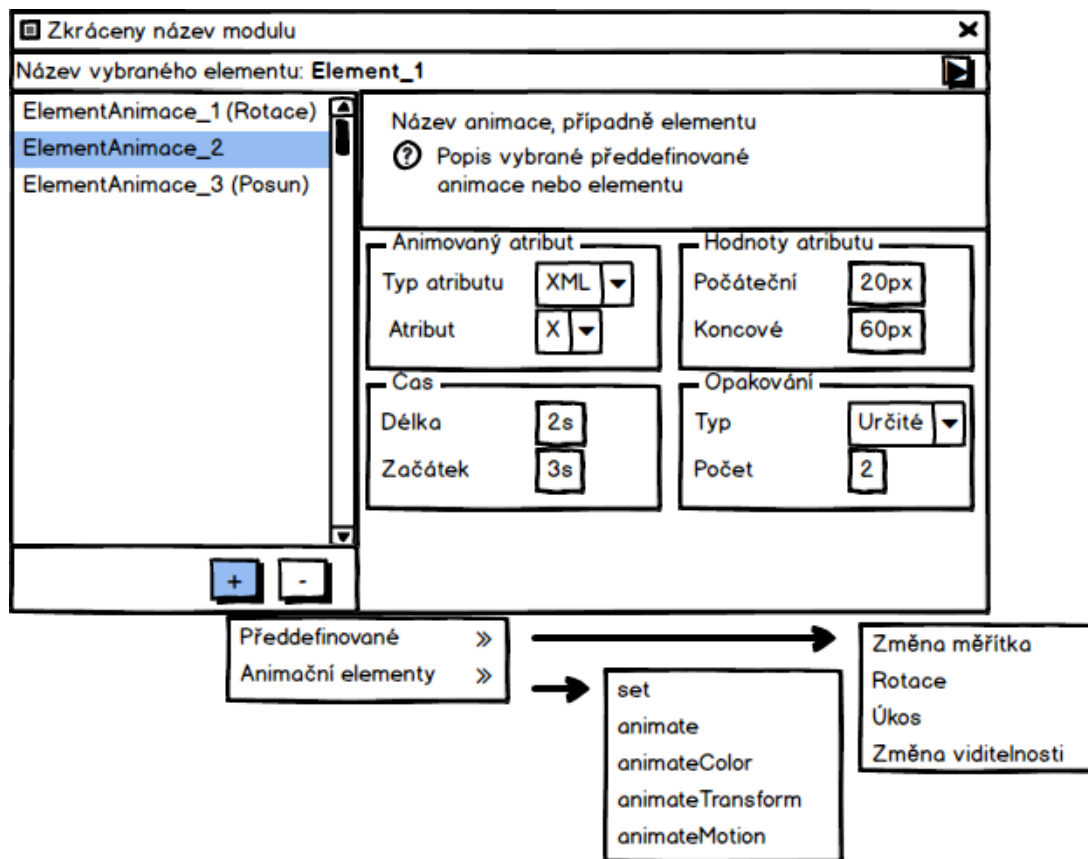 Zkráceny název modulu
Název vybraného elementu: Element_1
ElementAnimace_1 (Rotace)
ElementAnimace_2
ElementAnimace_3 (Posun)
+ -
Název animace, případně elementu
? Popis vybrané předdefinované
animace nebo elementu
Animovaný atribut
Typ atributu XML
Atribut X
Hodnoty atributu
Počáteční 20px
Koncové 60px
Čas
Délka 2s
Začátek 3s
Opakování
Typ Určité
Počet 2
Předdefinované »
Animační elementy »
set
animate
animateColor
animateTransform
animateMotion
Změna měřítka
Rotace
Úkos
Změna viditelnosti